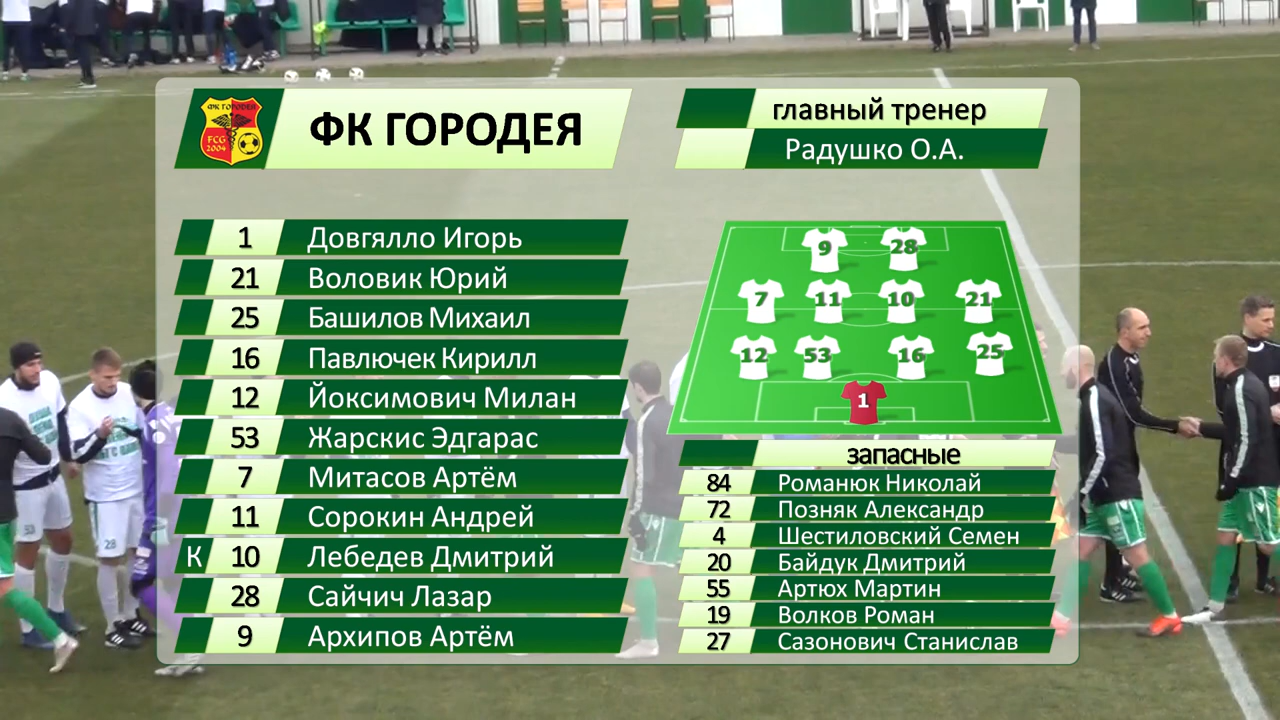 ФК ГОРОДЕЯ
FCG
2004
ФК ГОРОДЕЯ
главный тренер
Радушко О.А.
1 Довгялло Игорь
21 Воловик Юрий
25 Башилов Михаил
16 Павлючек Кирилл
12 Йоксимович Милан
53 Жарскис Эдгарас
7 Митасов Артём
11 Сорокин Андрей
К 10 Лебедев Дмитрий
28 Сайчич Лазар
9 Архипов Артём
9 28
7 11 10 21
12 53 16 25
1
запасные
84 Романюк Николай
72 Позняк Александр
4 Шестиловский Семен
20 Байдук Дмитрий
55 Артюх Мартин
19 Волков Роман
27 Сазонович Станислав